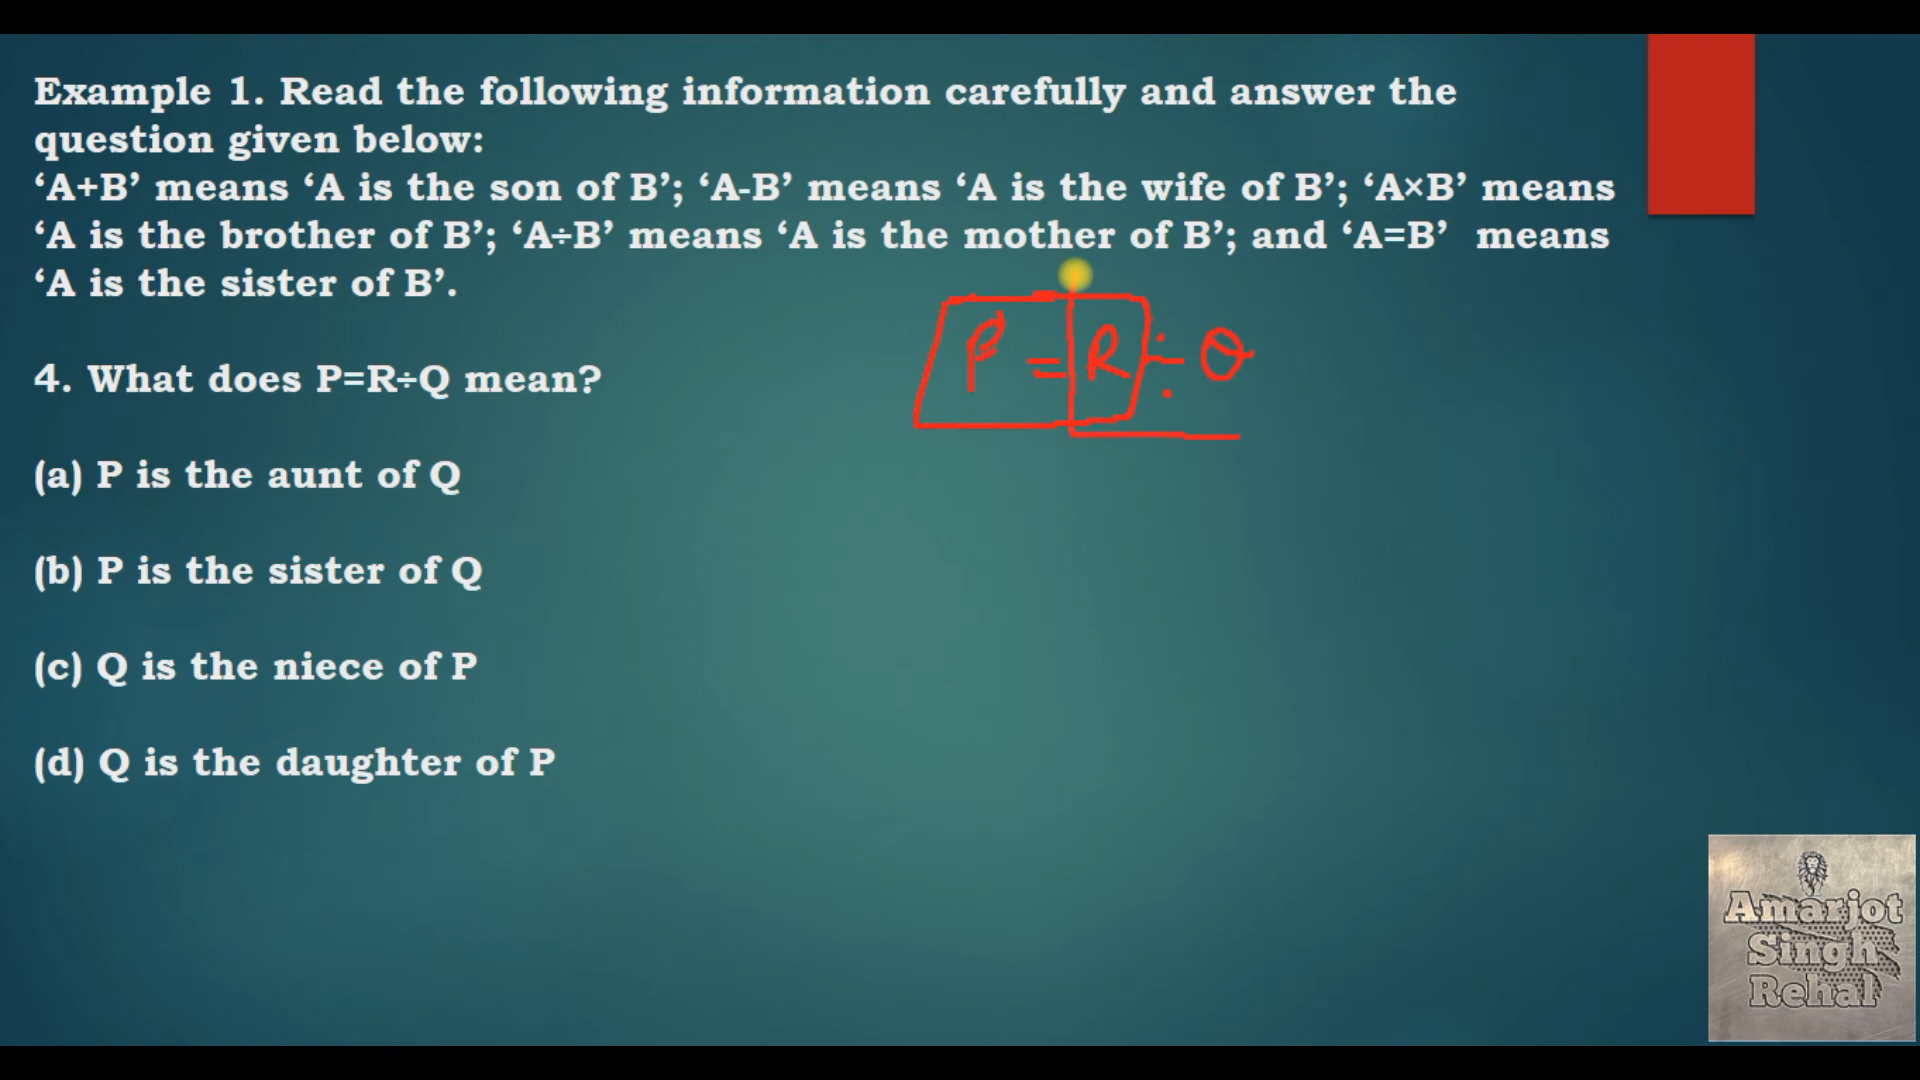 Example 1. Read the following information carefully and answer the
question given below:
‘A+B’ means ‘A is the son of B’; ‘A-B’ means ‘A is the wife of B’; ‘A×B’ means
‘A is the brother of B’; ‘A÷B’ means ‘A is the mother of B’; and ‘A=B’ means
‘A is the sister of B’.
P = R ÷ Q
4. What does P=R÷Q mean?
(a) P is the aunt of Q
(b) P is the sister of Q
(c) Q is the niece of P
(d) Q is the daughter of P
Amarjot
Singh
Rehal